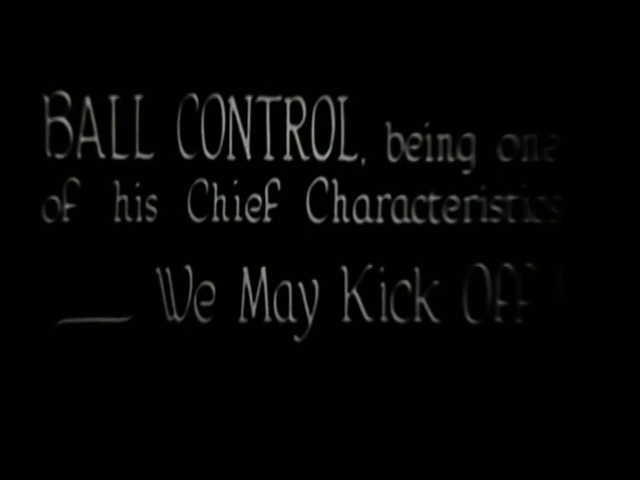 BALL CONTROL, being one
of his Chief Characteristics
— We May Kick Off